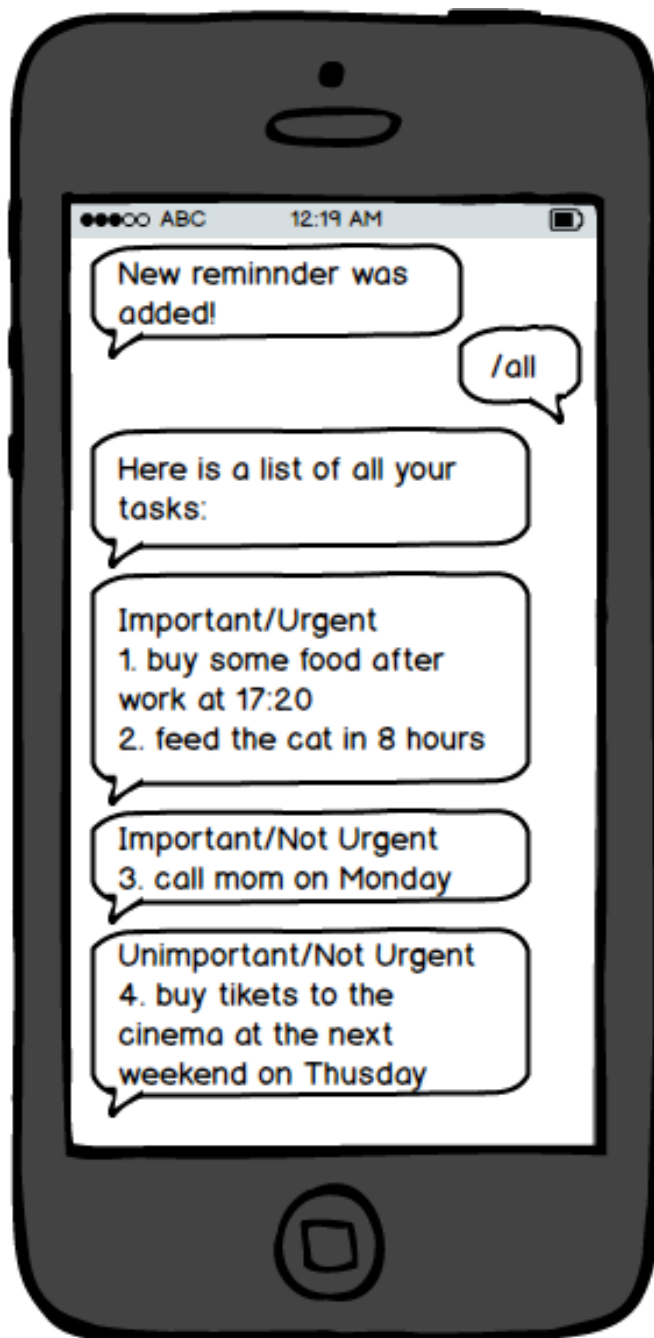 ABC 12:19 AM
New reminnder was
added!
/all
Here is a list of all your
tasks:
Important/Urgent
1. buy some food after
work at 17:20
2. feed the cat in 8 hours
Important/Not Urgent
3. call mom on Monday
Unimportant/Not Urgent
4. buy tikets to the
cinema at the next
weekend on Thusday